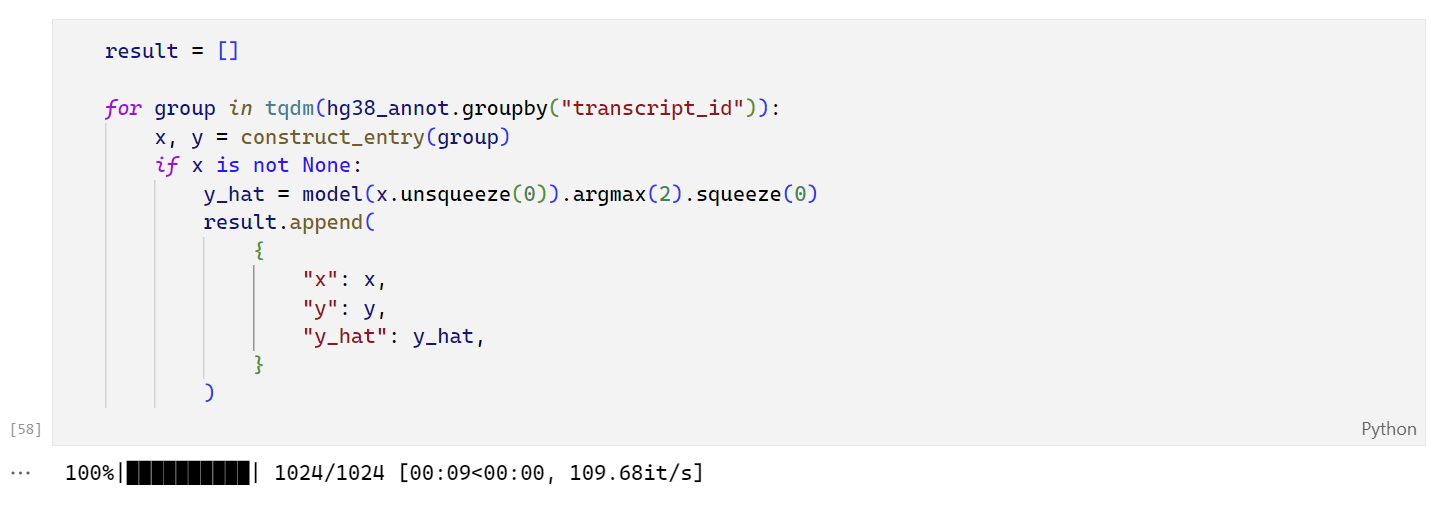 result = []
for group in tqdm(hg38_annot.groupby("transcript_id")):
    x, y = construct_entry(group)
    if x is not None:
        y_hat = model(x.unsqueeze(0)).argmax(2).squeeze(0)
        result.append(
            {
                "x": x,
                "y": y,
                "y_hat": y_hat,
            }
        )
[58]
Python
... 100%|██████████| 1024/1024 [00:09<00:00, 109.68it/s]